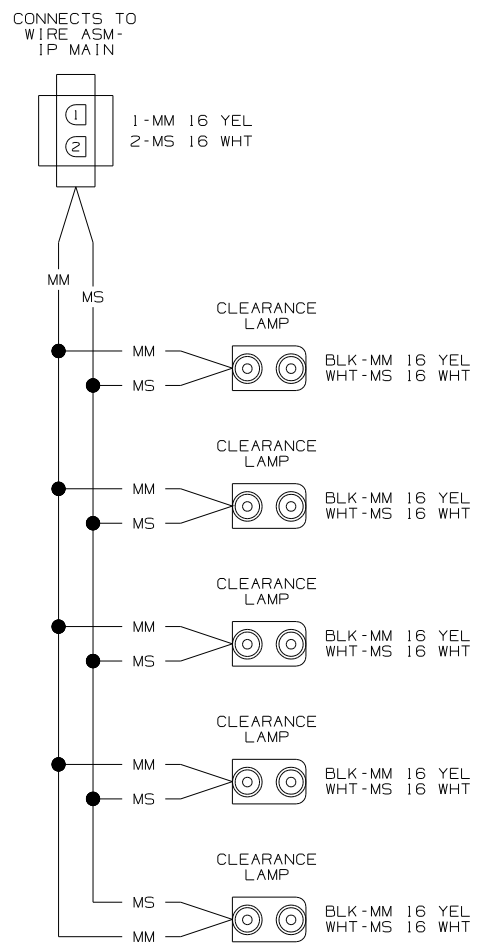 CONNECTS TO
WIRE ASM-
IP MAIN
1
2
1-MM 16 YEL
2-MS 16 WHT
MM
MS
CLEARANCE
LAMP
MM
MS
BLK-MM 16 YEL
WHT-MS 16 WHT
CLEARANCE
LAMP
MM
MS
BLK-MM 16 YEL
WHT-MS 16 WHT
CLEARANCE
LAMP
MM
MS
BLK-MM 16 YEL
WHT-MS 16 WHT
CLEARANCE
LAMP
MM
MS
BLK-MM 16 YEL
WHT-MS 16 WHT
CLEARANCE
LAMP
MS
MM
BLK-MM 16 YEL
WHT-MS 16 WHT